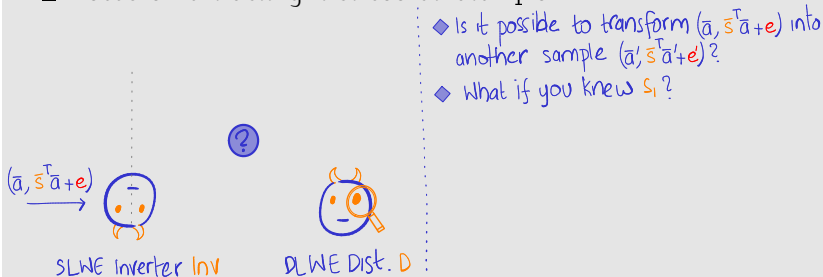 ◆ Is it possible to transform (ā, s̄ᵀā+e) into
another sample (ā', s̄ᵀā'+e')?
◆ What if you knew s₁?
?
(ā, s̄ᵀā+e)
SLWE Inverter Inv
DLWE Dist. D